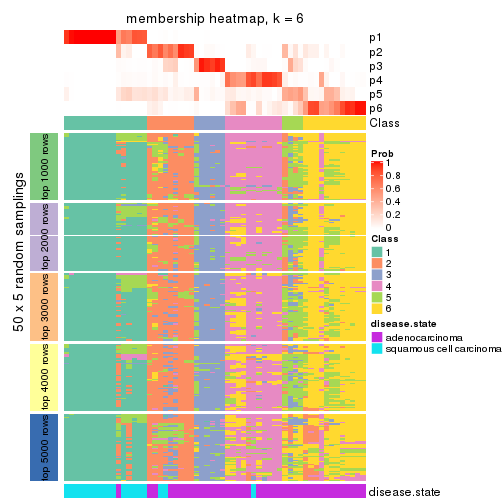 membership heatmap, k = 6
p1
p2
p3
p4
p5
p6
Class
50 x 5 random samplings
top 1000 rows
top 2000 rows
top 3000 rows
top 4000 rows
top 5000 rows
Prob
1
0.8
0.6
0.4
0.2
0
Class
1
2
3
4
5
6
disease.state
adenocarcinoma
squamous cell carcinoma
disease.state